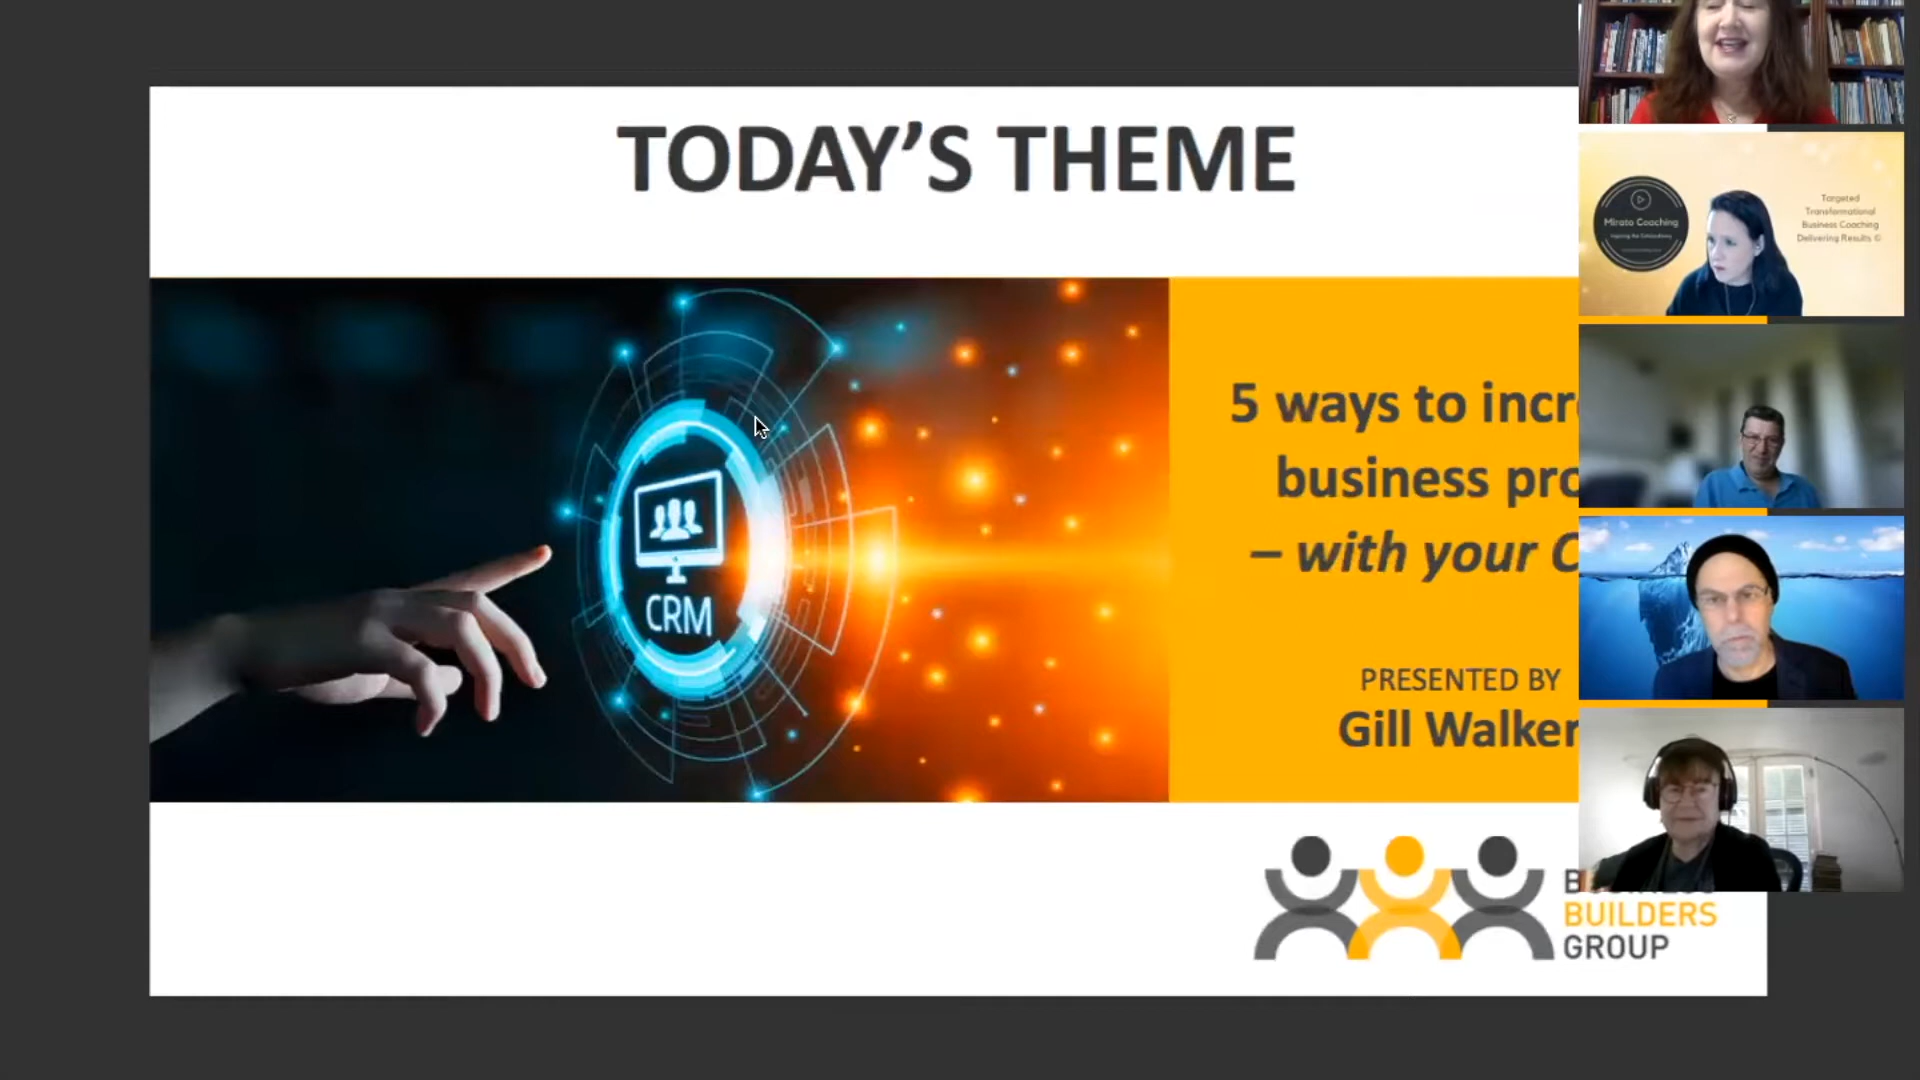 TODAY’S THEME
5 ways to incr
business pro
– with your C
PRESENTED BY
Gill Walker
CRM
BUILDERS
GROUP
Mirato Coaching
Targeted
Transformational
Business Coaching
Delivering Results ©